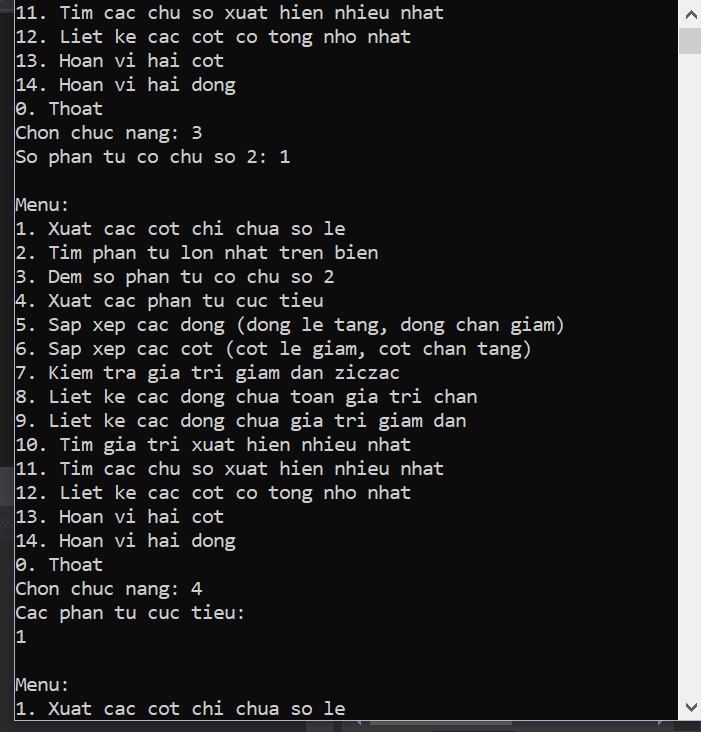 11. Tim cac chu so xuat hien nhieu nhat
12. Liet ke cac cot co tong nho nhat
13. Hoan vi hai cot
14. Hoan vi hai dong
0. Thoat
Chon chuc nang: 3
So phan tu co chu so 2: 1
Menu:
1. Xuat cac cot chi chua so le
2. Tim phan tu lon nhat tren bien
3. Dem so phan tu co chu so 2
4. Xuat cac phan tu cuc tieu
5. Sap xep cac dong (dong le tang, dong chan giam)
6. Sap xep cac cot (cot le giam, cot chan tang)
7. Kiem tra gia tri giam dan ziczac
8. Liet ke cac dong chua toan gia tri chan
9. Liet ke cac dong chua gia tri giam dan
10. Tim gia tri xuat hien nhieu nhat
11. Tim cac chu so xuat hien nhieu nhat
12. Liet ke cac cot co tong nho nhat
13. Hoan vi hai cot
14. Hoan vi hai dong
0. Thoat
Chon chuc nang: 4
Cac phan tu cuc tieu:
1
Menu:
1. Xuat cac cot chi chua so le